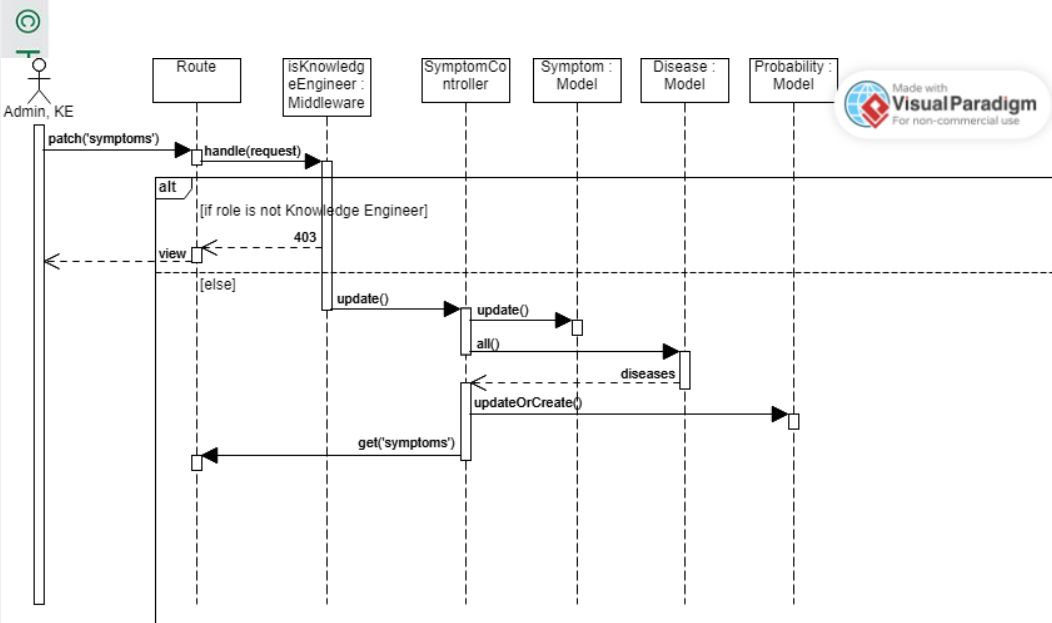 ©
Route
isKnowledg
eEngineer :
Middleware
SymptomCo
ntroller
Symptom :
Model
Disease :
Model
Probability :
Model
Made with
Visual Paradigm
For non-commercial use
Admin, KE
patch('symptoms')
handle(request)
alt
[if role is not Knowledge Engineer]
403
view
[else]
update()
update()
all()
diseases
updateOrCreate()
get('symptoms')